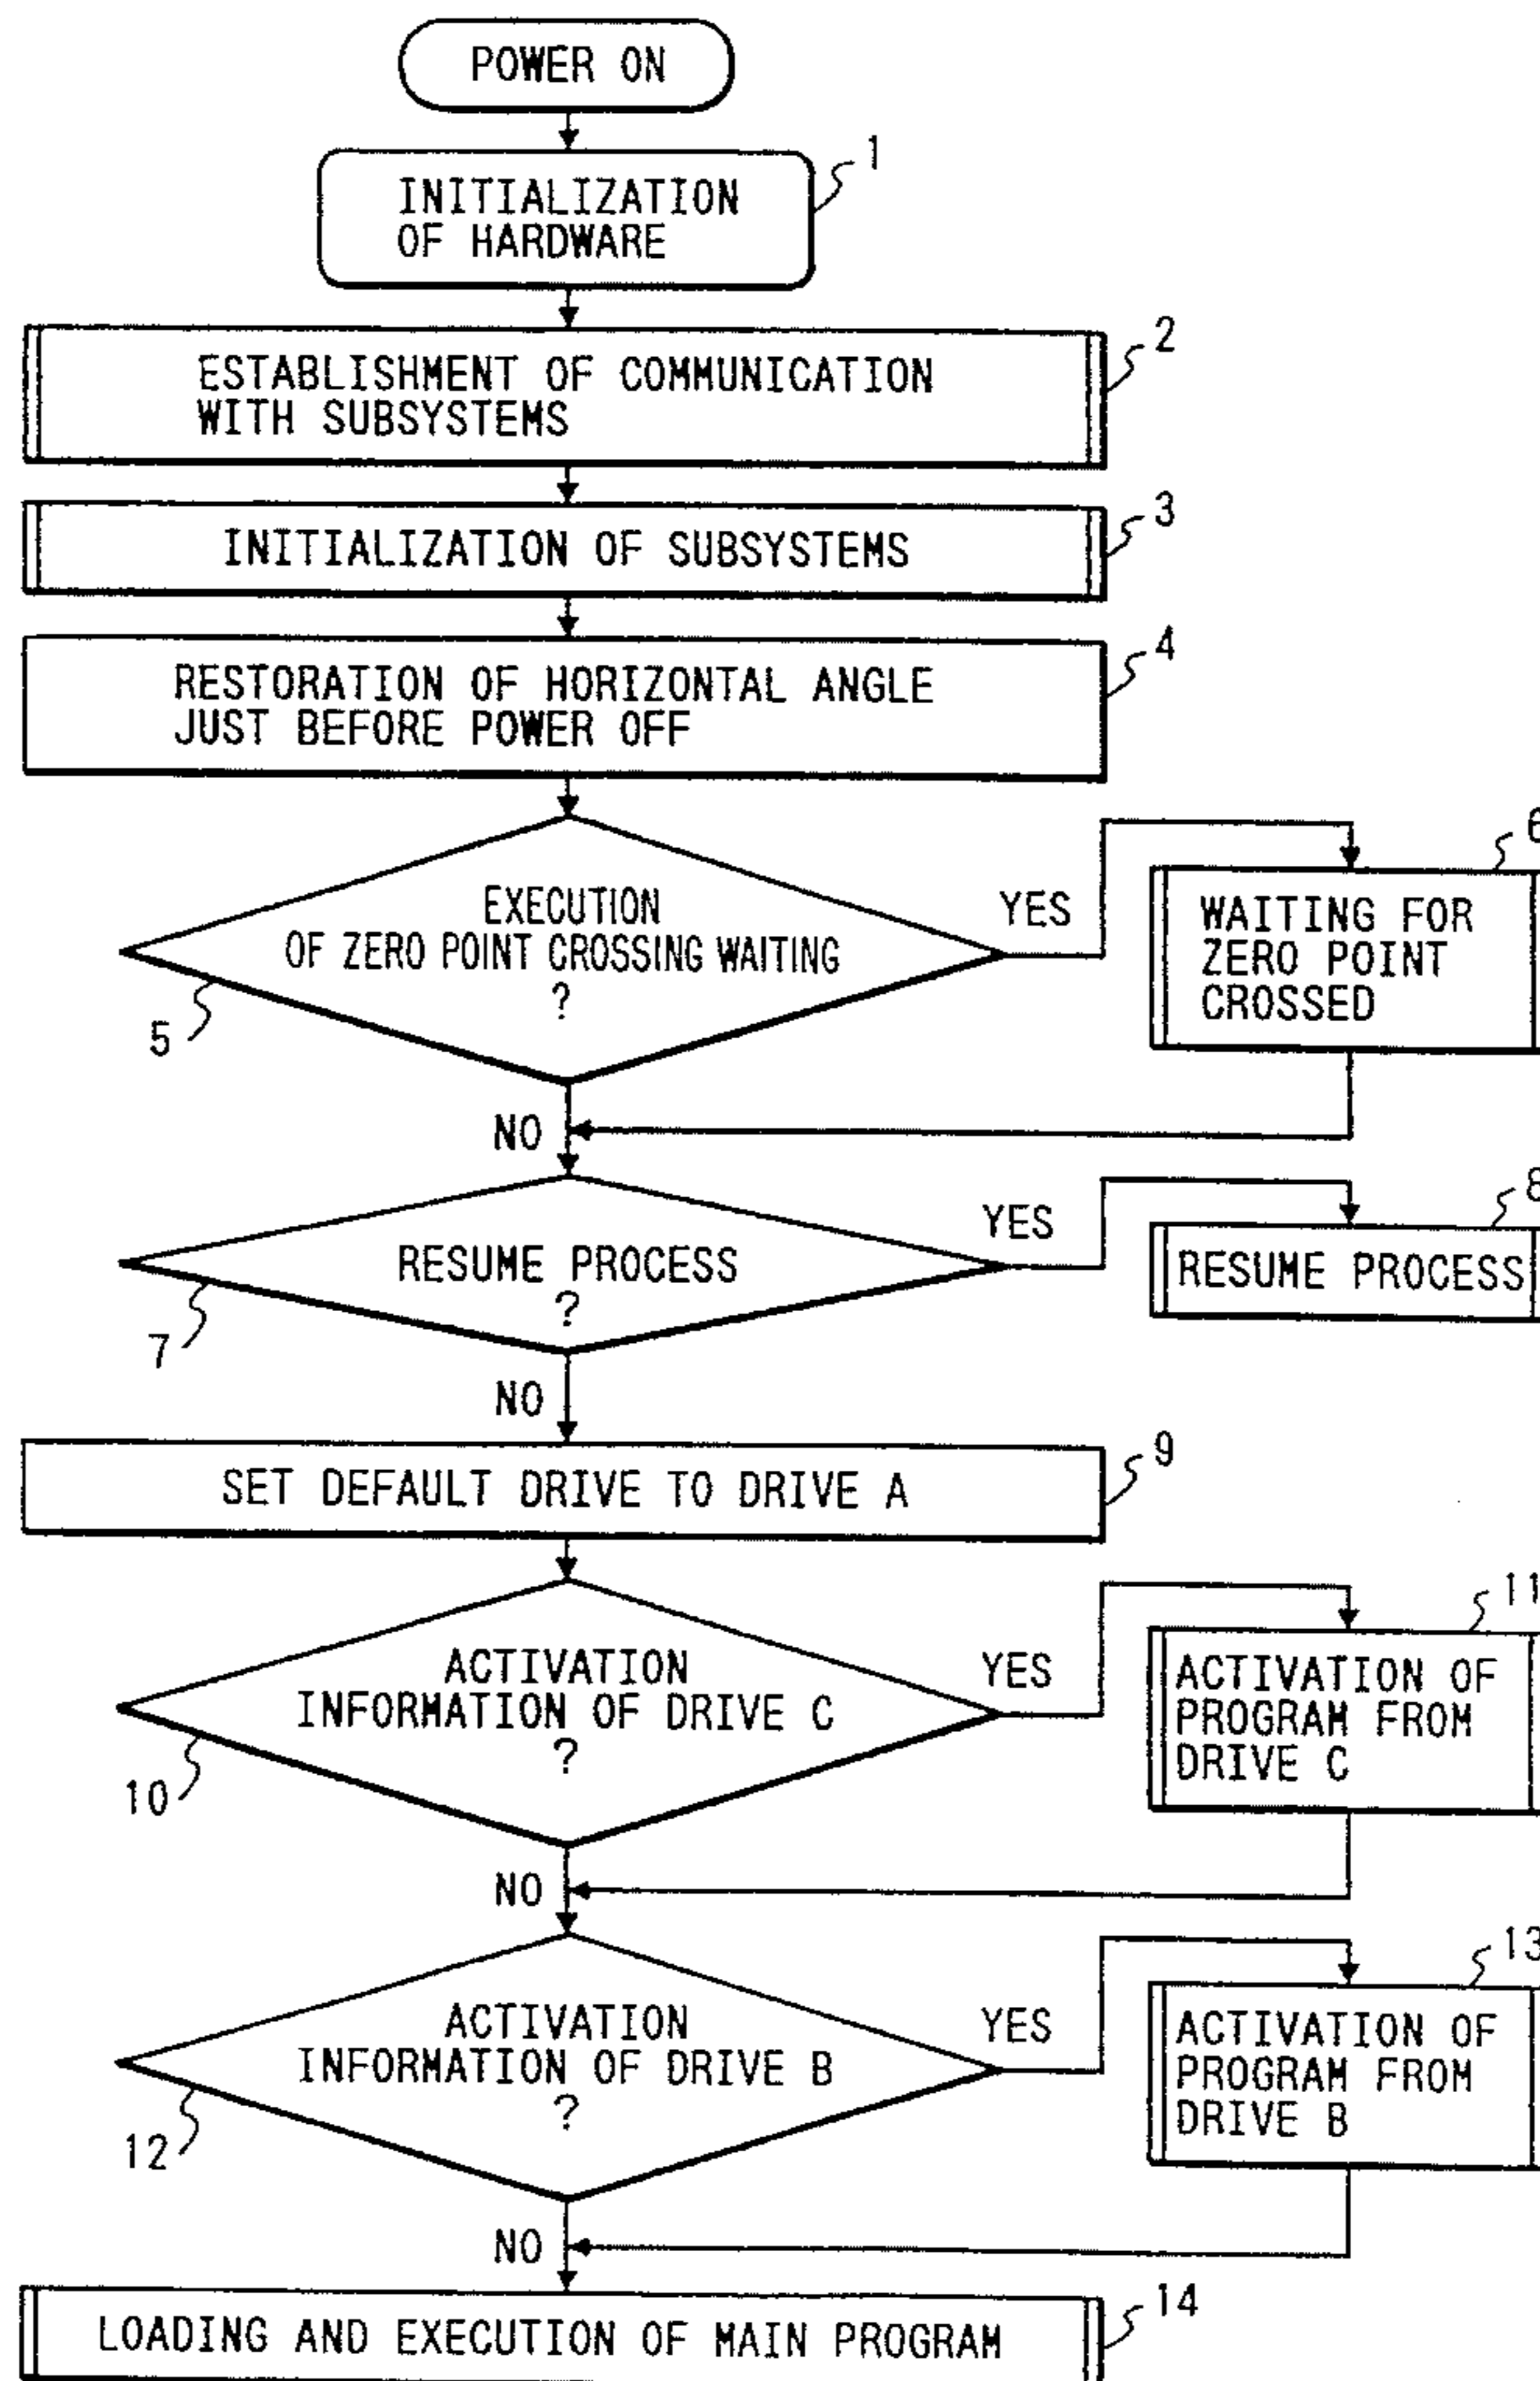 POWER ON
1
INITIALIZATION
OF HARDWARE
2
ESTABLISHMENT OF COMMUNICATION
WITH SUBSYSTEMS
3
INITIALIZATION OF SUBSYSTEMS
4
RESTORATION OF HORIZONTAL ANGLE
JUST BEFORE POWER OFF
5
EXECUTION
OF ZERO POINT CROSSING WAITING
?
YES
6
WAITING FOR
ZERO POINT
CROSSED
NO
7
RESUME PROCESS
?
YES
8
RESUME PROCESS
NO
9
SET DEFAULT DRIVE TO DRIVE A
10
ACTIVATION
INFORMATION OF DRIVE C
?
YES
11
ACTIVATION OF
PROGRAM FROM
DRIVE C
NO
12
ACTIVATION
INFORMATION OF DRIVE B
?
YES
13
ACTIVATION OF
PROGRAM FROM
DRIVE B
NO
14
LOADING AND EXECUTION OF MAIN PROGRAM